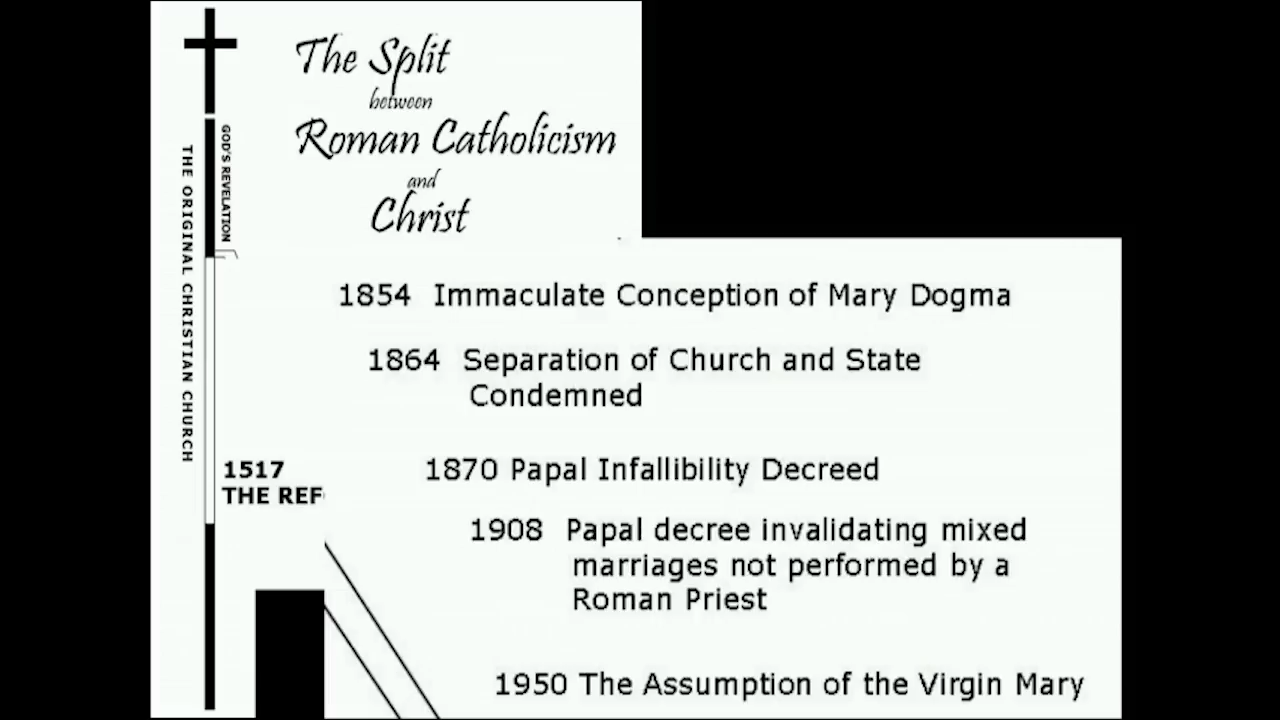 The Split
between
Roman Catholicism
and
Christ
GOD'S REVELATION
THE ORIGINAL CHRISTIAN CHURCH
1854 Immaculate Conception of Mary Dogma
1864 Separation of Church and State
Condemned
1870 Papal Infallibility Decreed
1517
THE REF
1908 Papal decree invalidating mixed
marriages not performed by a
Roman Priest
1950 The Assumption of the Virgin Mary